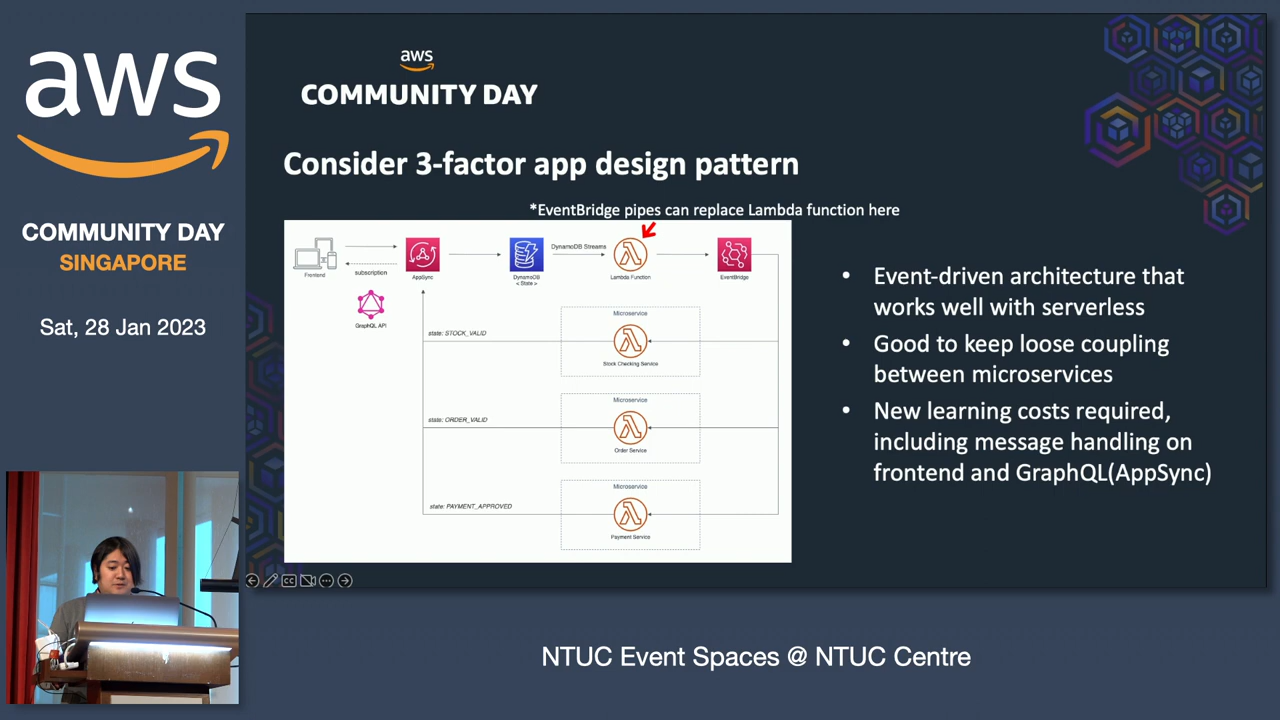 aws
COMMUNITY DAY
SINGAPORE
Sat, 28 Jan 2023
aws
COMMUNITY DAY
Consider 3-factor app design pattern
*EventBridge pipes can replace Lambda function here
Frontend
subscription
GraphQL API
AppSync
DynamoDB
< State >
DynamoDB Streams
Lambda Function
EventBridge
state: STOCK_VALID
Microservice
Stock Checking Service
state: ORDER_VALID
Microservice
Order Service
state: PAYMENT_APPROVED
Microservice
Payment Service
• Event-driven architecture that
works well with serverless
• Good to keep loose coupling
between microservices
• New learning costs required,
including message handling on
frontend and GraphQL(AppSync)
CC
NTUC Event Spaces @ NTUC Centre